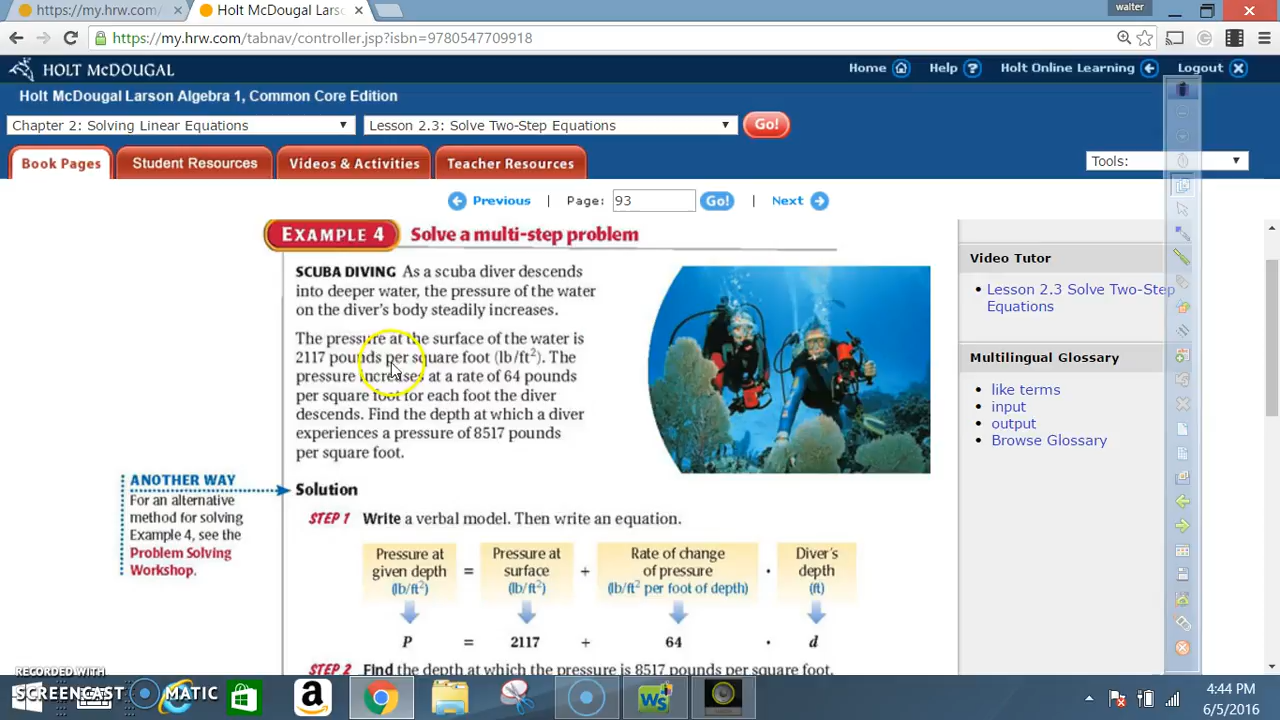 https://my.hrw.com/
Holt McDougal Lars
walter
https://my.hrw.com/tabnav/controller.jsp?isbn=9780547709918
HOLT MCDOUGAL
Home
Help ?
Holt Online Learning
Logout
Holt McDougal Larson Algebra 1, Common Core Edition
Chapter 2: Solving Linear Equations
Lesson 2.3: Solve Two-Step Equations
Go!
Book Pages
Student Resources
Videos & Activities
Teacher Resources
Tools:
Previous | Page: 93 Go! | Next
EXAMPLE 4 Solve a multi-step problem
SCUBA DIVING As a scuba diver descends
into deeper water, the pressure of the water
on the diver's body steadily increases.
The pressure at the surface of the water is
2117 pounds per square foot (lb/ft²). The
pressure increases at a rate of 64 pounds
per square foot for each foot the diver
descends. Find the depth at which a diver
experiences a pressure of 8517 pounds
per square foot.
Video Tutor
• Lesson 2.3 Solve Two-Step
Equations
Multilingual Glossary
• like terms
• input
• output
• Browse Glossary
ANOTHER WAY
For an alternative
method for solving
Example 4, see the
Problem Solving
Workshop.
Solution
STEP 1 Write a verbal model. Then write an equation.
Pressure at given depth (lb/ft²) = Pressure at surface (lb/ft²) + Rate of change of pressure (lb/ft² per foot of depth) · Diver's depth (ft)
P = 2117 + 64 · d
STEP 2 Find the depth at which the pressure is 8517 pounds per square foot.
RECORDED WITH
SCREENCAST MATIC
WS
4:44 PM
6/5/2016